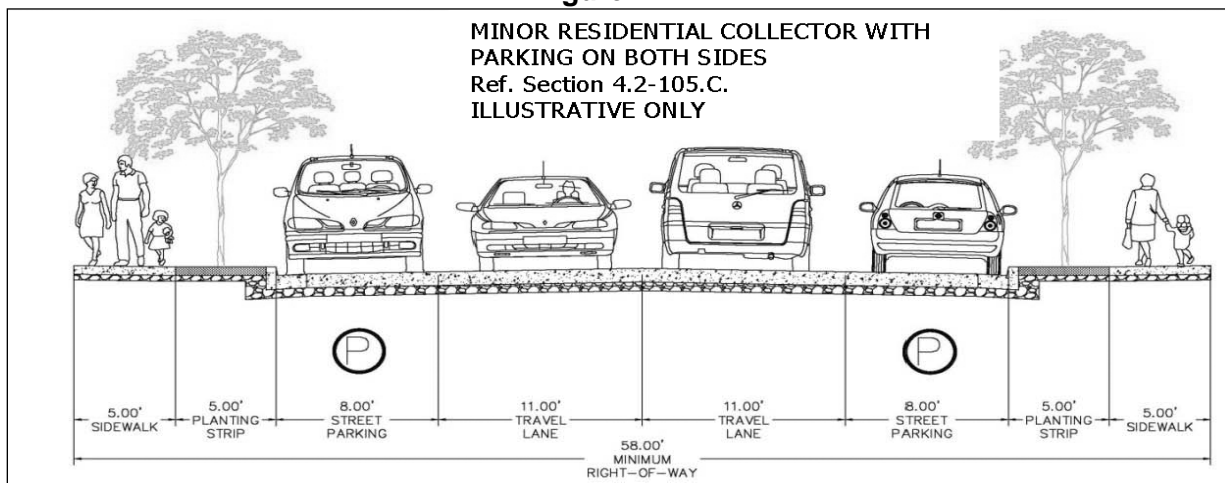 MINOR RESIDENTIAL COLLECTOR WITH
PARKING ON BOTH SIDES
Ref. Section 4.2-105.C.
ILLUSTRATIVE ONLY
P
P
5.00'
SIDEWALK
5.00'
PLANTING
STRIP
8.00'
STREET
PARKING
11.00'
TRAVEL
LANE
11.00'
TRAVEL
LANE
8.00'
STREET
PARKING
5.00'
PLANTING
STRIP
5.00'
SIDEWALK
58.00'
MINIMUM
RIGHT-OF-WAY